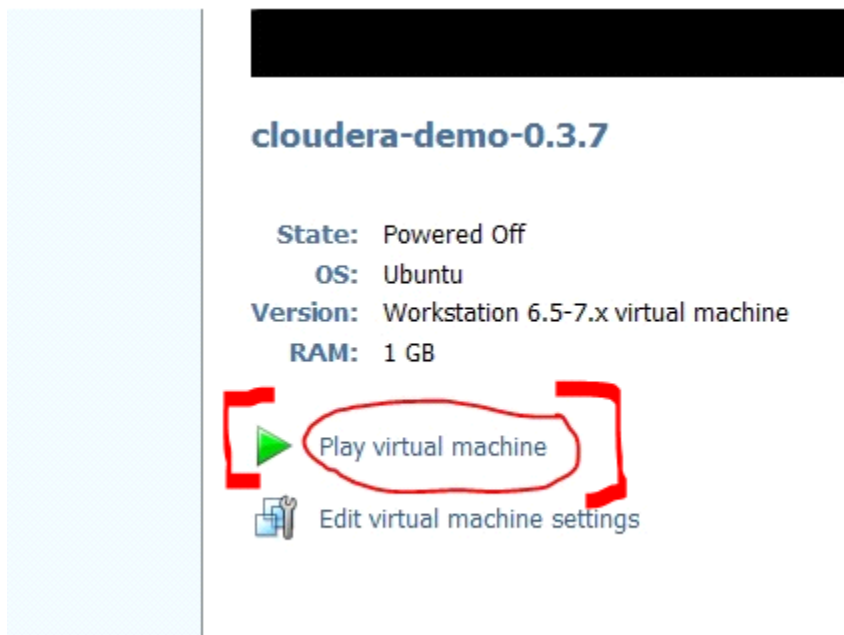 cloudera-demo-0.3.7
State: Powered Off
OS: Ubuntu
Version: Workstation 6.5-7.x virtual machine
RAM: 1 GB
Play virtual machine
Edit virtual machine settings